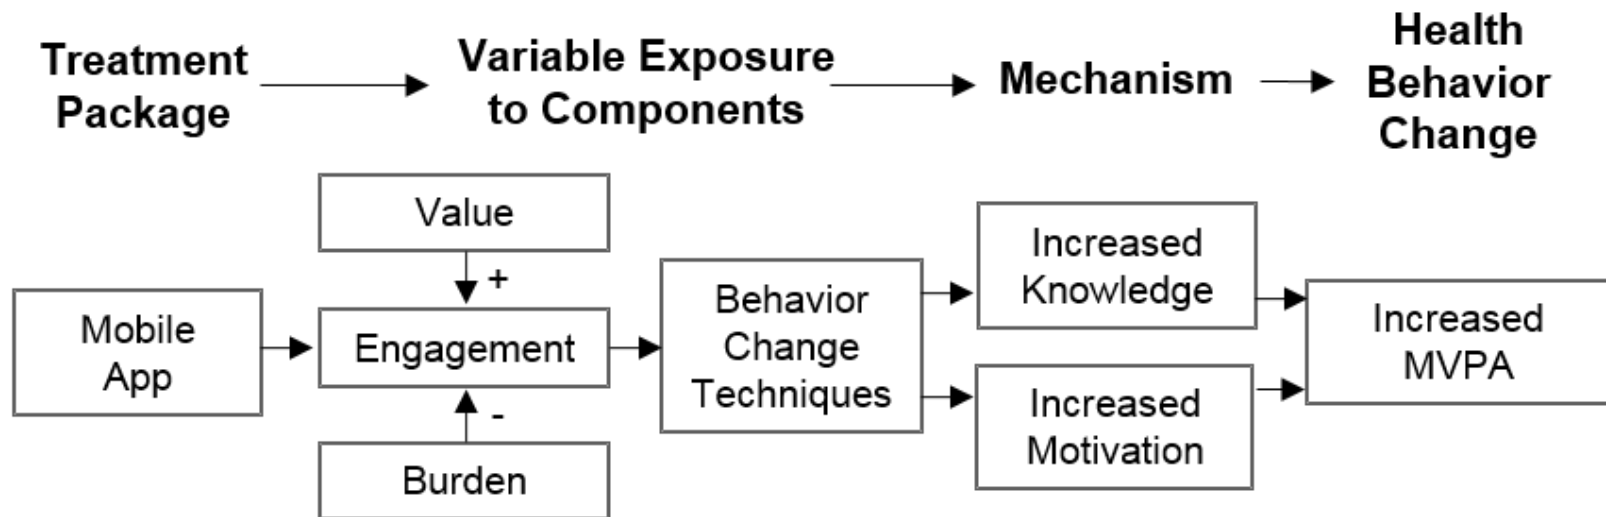 Treatment
Package
Variable Exposure
to Components
Mechanism
Health
Behavior
Change
Value
+
Mobile
App
Engagement
-
Burden
Behavior
Change
Techniques
Increased
Knowledge
Increased
Motivation
Increased
MVPA